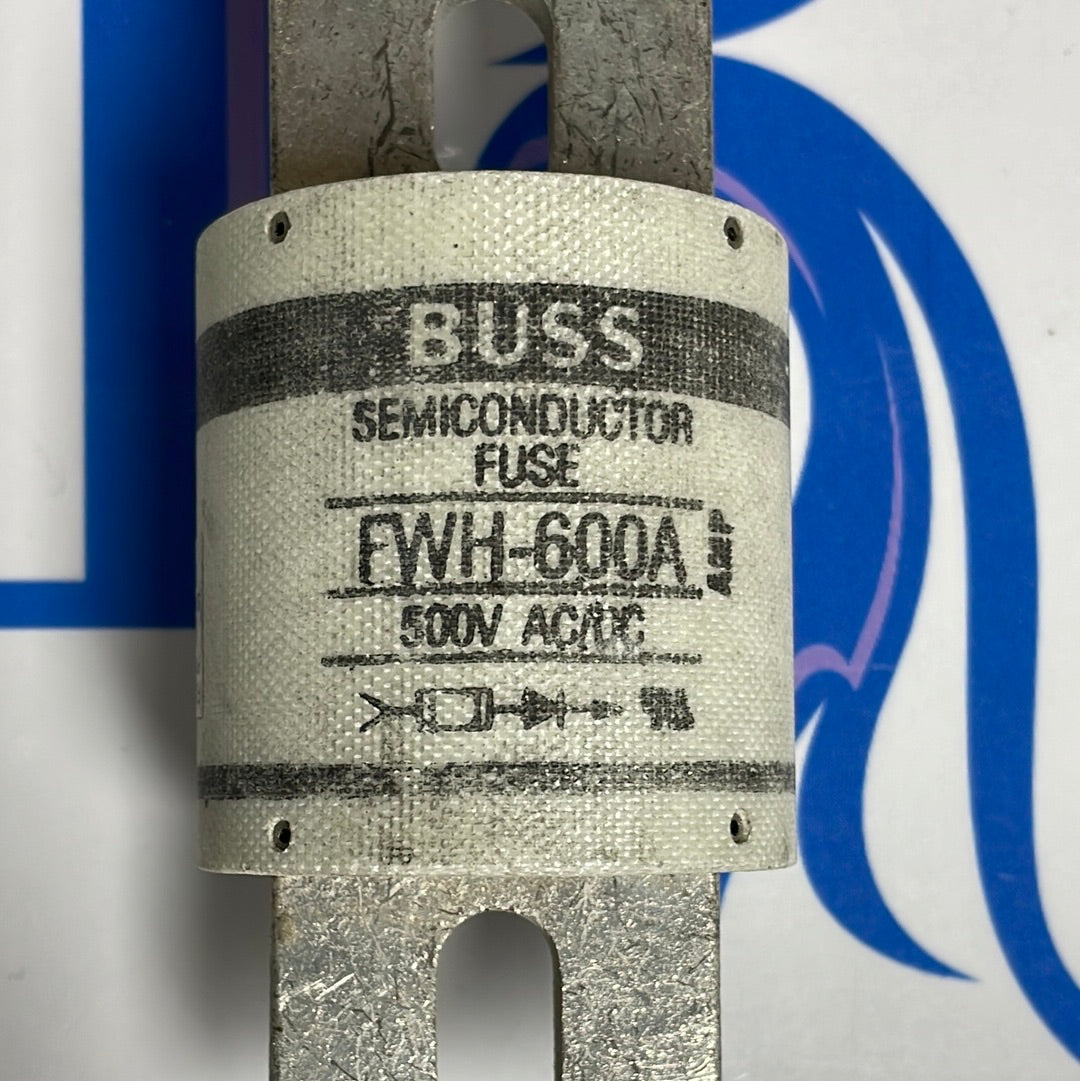 BUSS
SEMICONDUCTOR
FUSE
FWH-600A
AMP
500V AC/DC